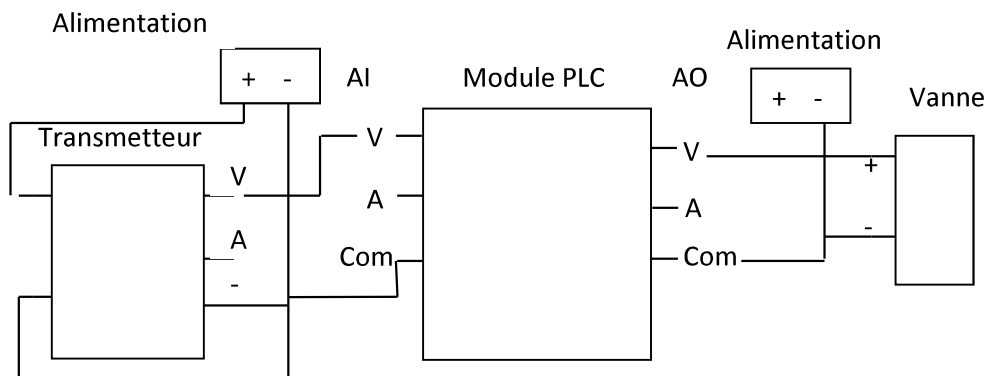 Alimentation
+ -
AI
Module PLC
AO
Alimentation
+ -
Vanne
Transmetteur
V
A
-
V
A
Com
V
A
Com
+
-